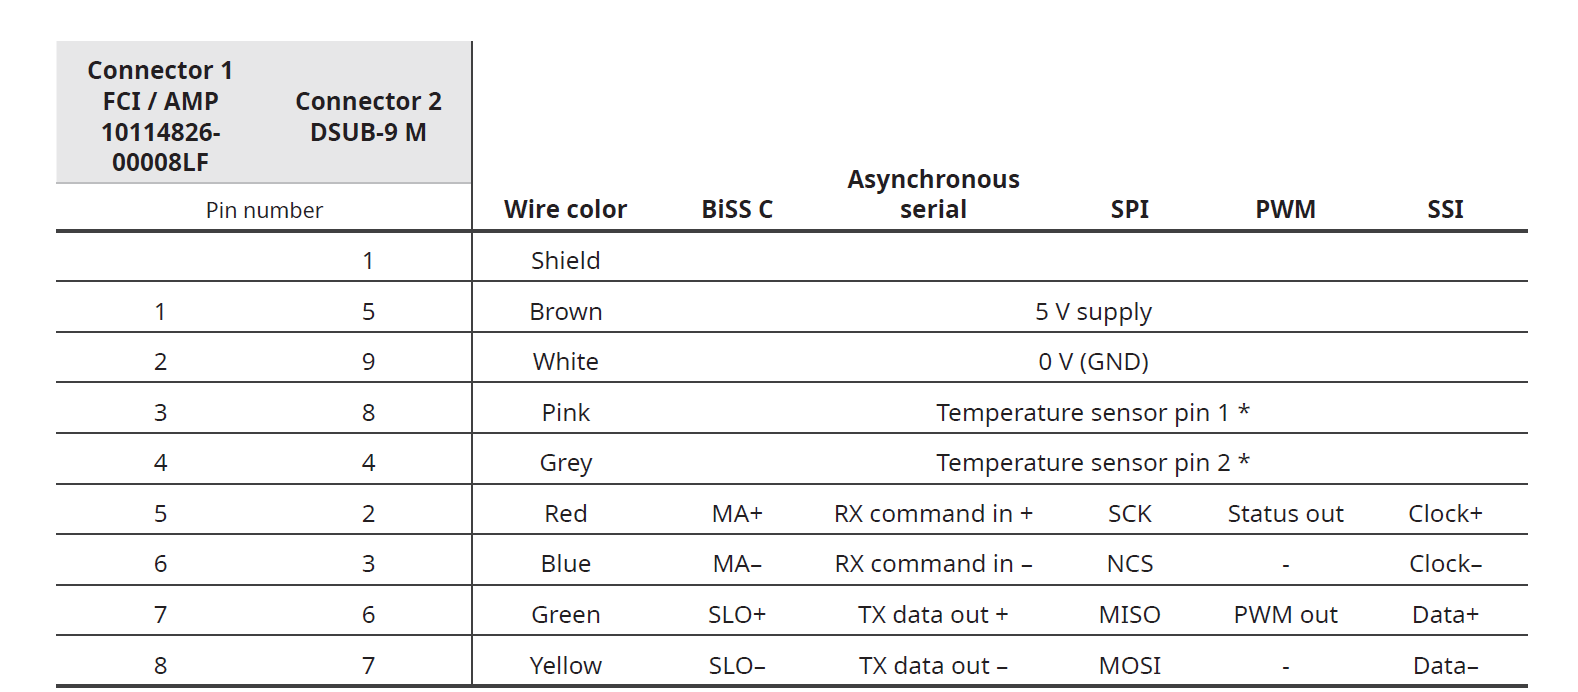 Connector 1
FCI / AMP
10114826-
00008LF
Connector 2
DSUB-9 M
Pin number
Wire color
BiSS C
Asynchronous
serial
SPI
PWM
SSI
1 Shield
1 5 Brown 5 V supply
2 9 White 0 V (GND)
3 8 Pink Temperature sensor pin 1 *
4 4 Grey Temperature sensor pin 2 *
5 2 Red MA+ RX command in + SCK Status out Clock+
6 3 Blue MA– RX command in – NCS - Clock–
7 6 Green SLO+ TX data out + MISO PWM out Data+
8 7 Yellow SLO– TX data out – MOSI - Data–